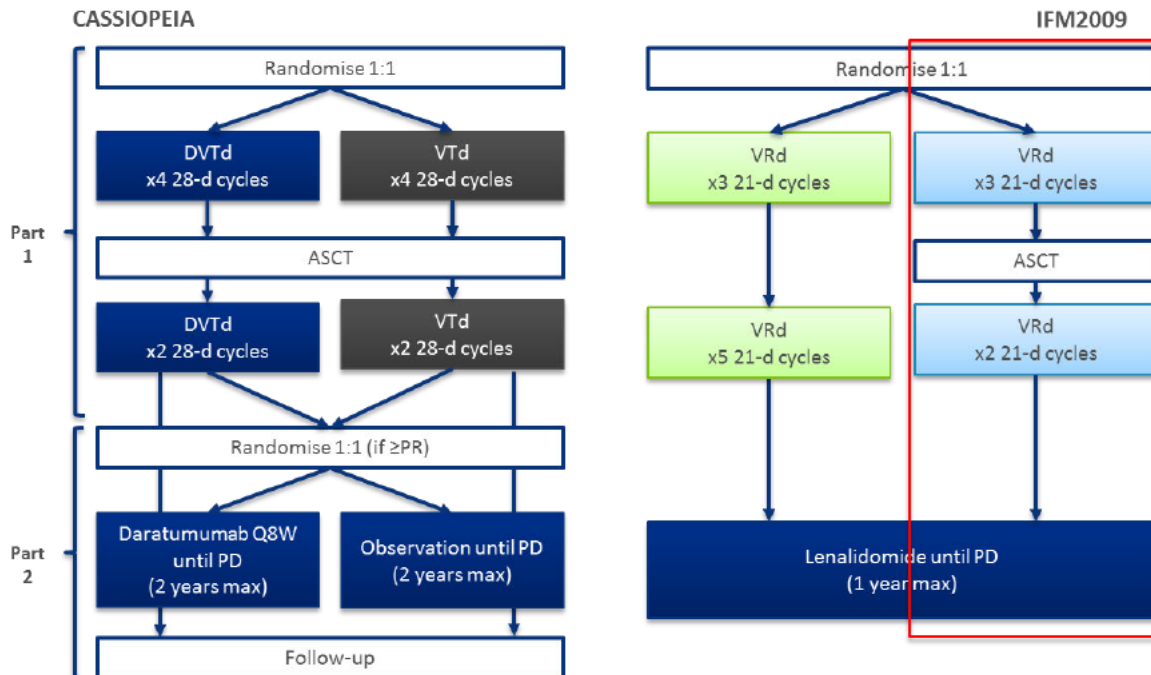 CASSIOPEIA
Randomise 1:1
DVTd
x4 28-d cycles
VTd
x4 28-d cycles
Part
1
ASCT
DVTd
x2 28-d cycles
VTd
x2 28-d cycles
Randomise 1:1 (if ≥PR)
Part
2
Daratumumab Q8W
until PD
(2 years max)
Observation until PD
(2 years max)
Follow-up
IFM2009
Randomise 1:1
VRd
x3 21-d cycles
VRd
x3 21-d cycles
ASCT
VRd
x5 21-d cycles
VRd
x2 21-d cycles
Lenalidomide until PD
(1 year max)